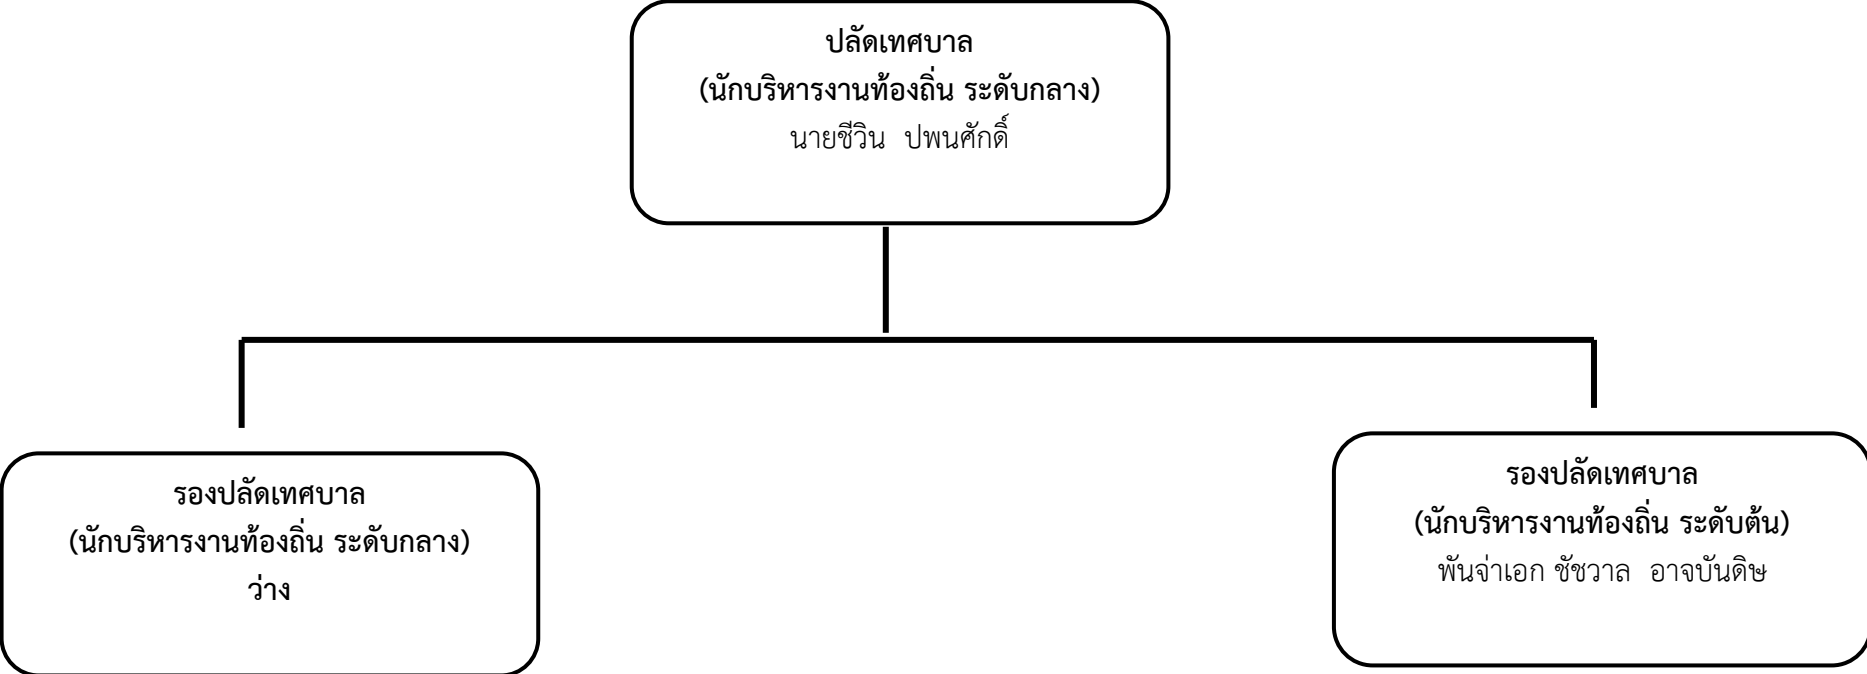 ปลัดเทศบาล
(นักบริหารงานท้องถิ่น ระดับกลาง)
นายชีวิน ปพนศักดิ์
รองปลัดเทศบาล
(นักบริหารงานท้องถิ่น ระดับกลาง)
ว่าง
รองปลัดเทศบาล
(นักบริหารงานท้องถิ่น ระดับต้น)
พันจ่าเอก ชัชวาล อาจบันดิษ